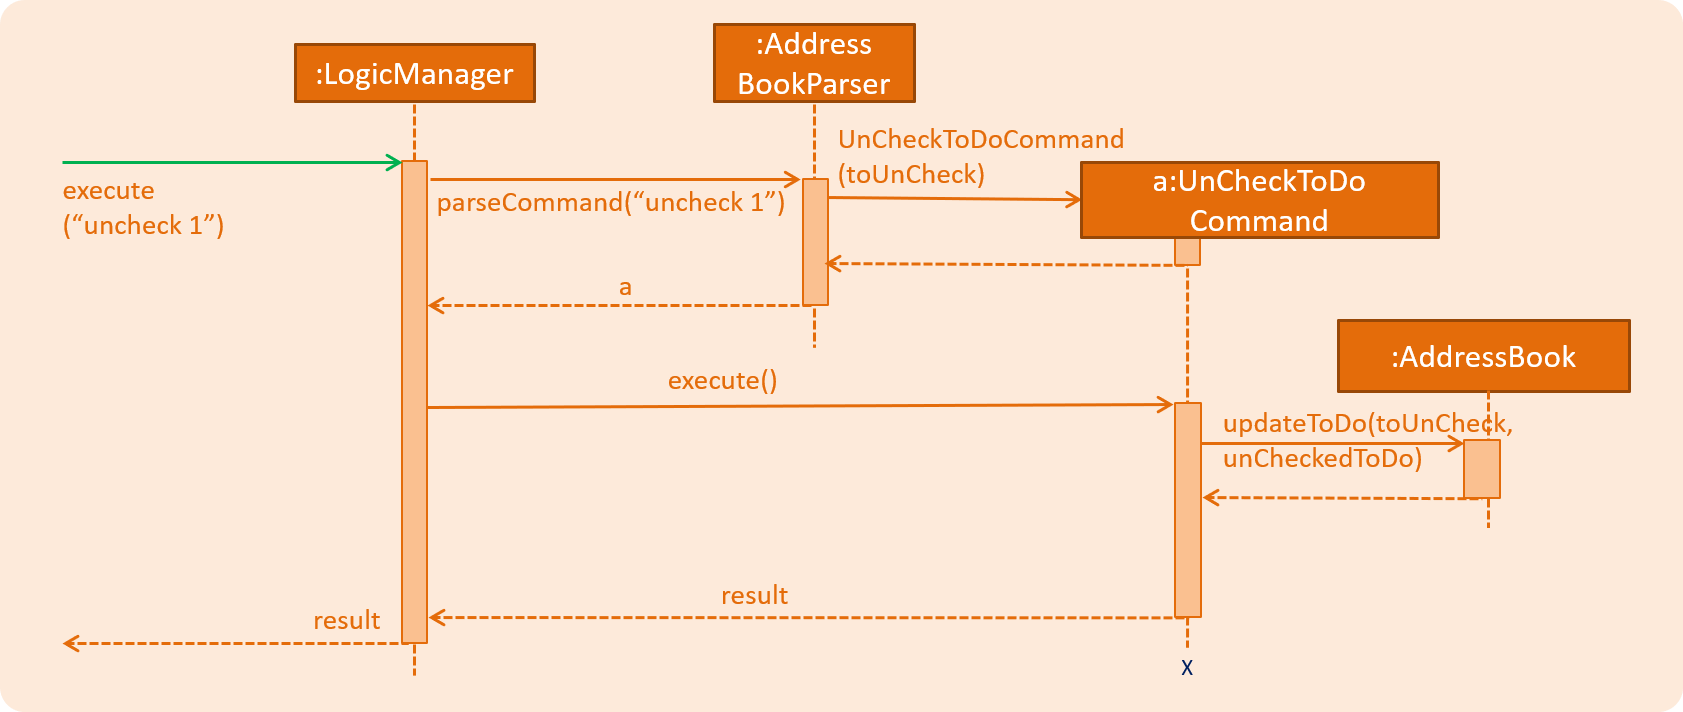 :LogicManager
:Address
BookParser
UnCheckToDoCommand
(toUnCheck)
a:UnCheckToDo
Command
execute
(“uncheck 1”)
parseCommand(“uncheck 1”)
a
:AddressBook
execute()
updateToDo(toUnCheck,
unCheckedToDo)
result
result
X